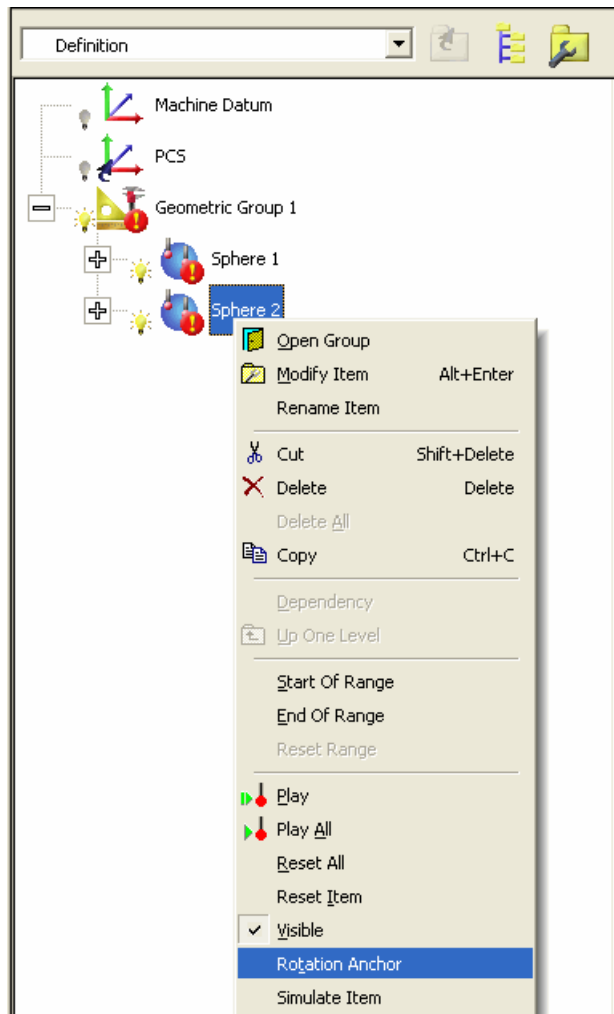 Definition
Machine Datum
PCS
Geometric Group 1
Sphere 1
Sphere 2
Open Group
Modify Item Alt+Enter
Rename Item
Cut Shift+Delete
Delete Delete
Delete All
Copy Ctrl+C
Dependency
Up One Level
Start Of Range
End Of Range
Reset Range
Play
Play All
Reset All
Reset Item
Visible
Rotation Anchor
Simulate Item